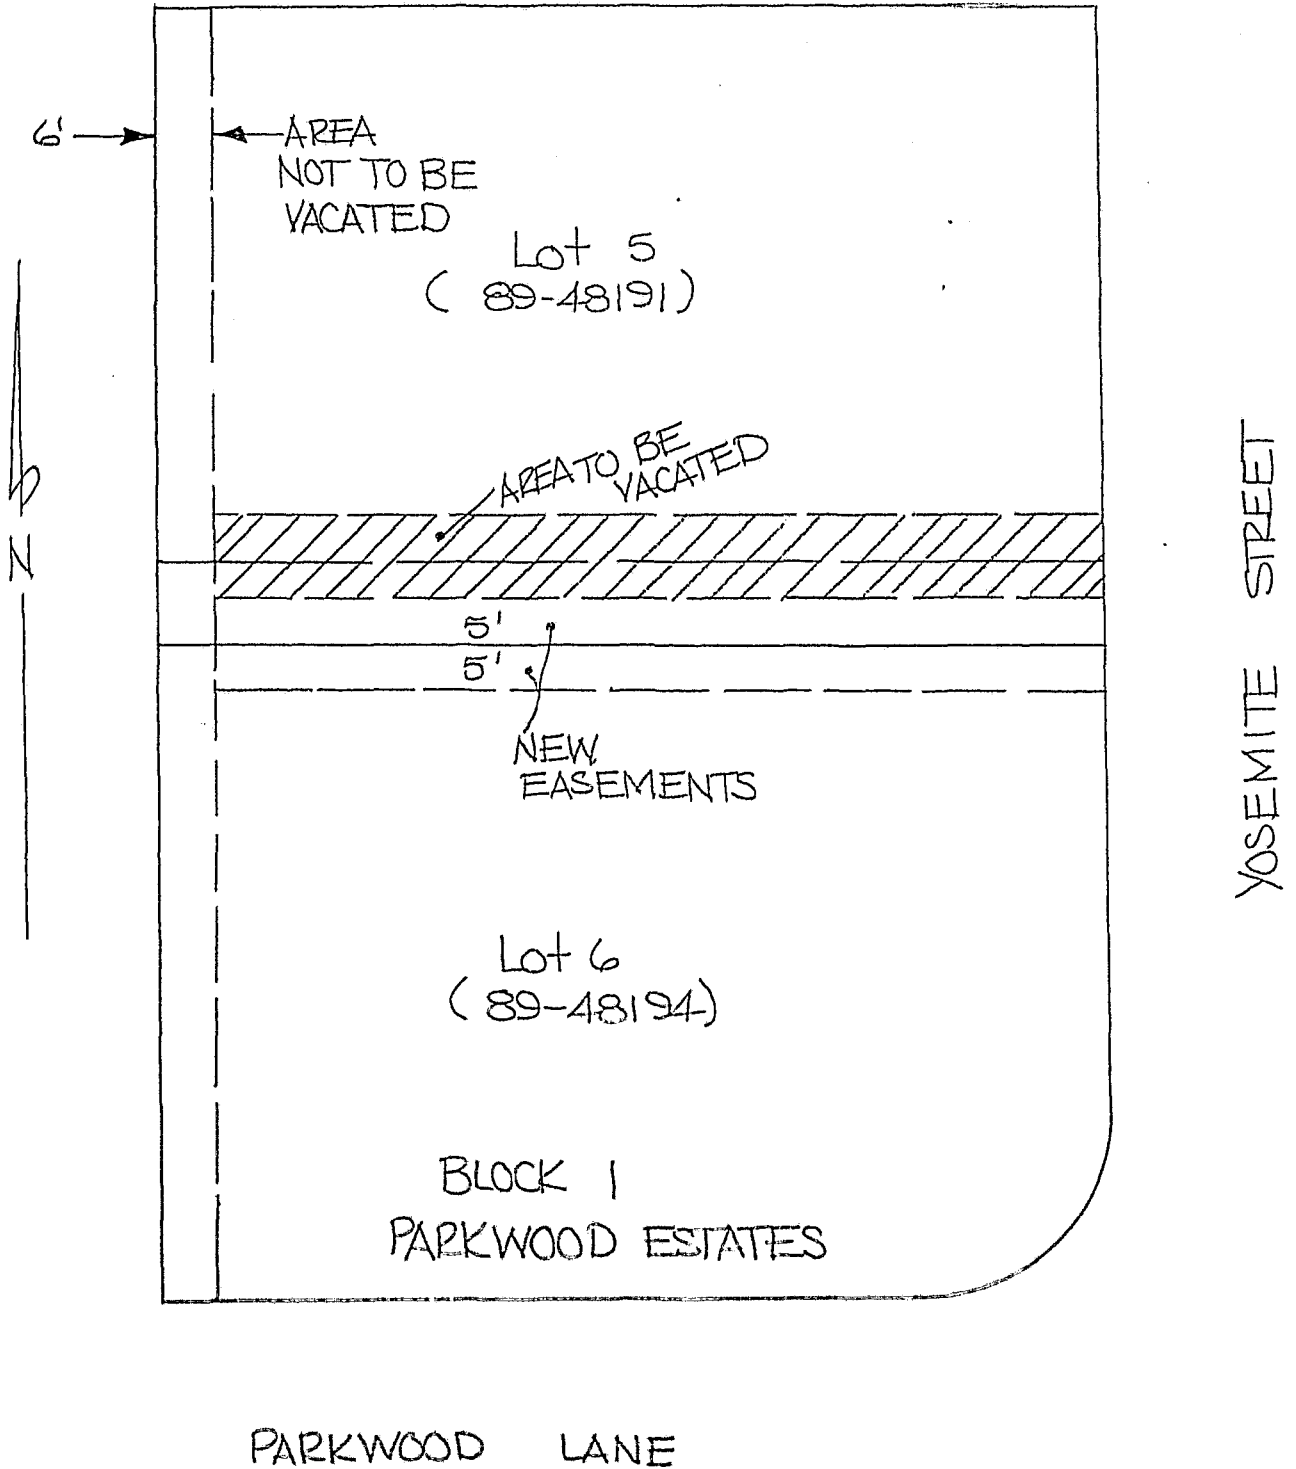 6'
AREA
NOT TO BE
VACATED
Lot 5
( 89-48191)
AREA TO BE
VACATED
N
5'
5'
NEW
EASEMENTS
YOSEMITE STREET
Lot 6
( 89-48194)
BLOCK 1
PARKWOOD ESTATES
PARKWOOD LANE